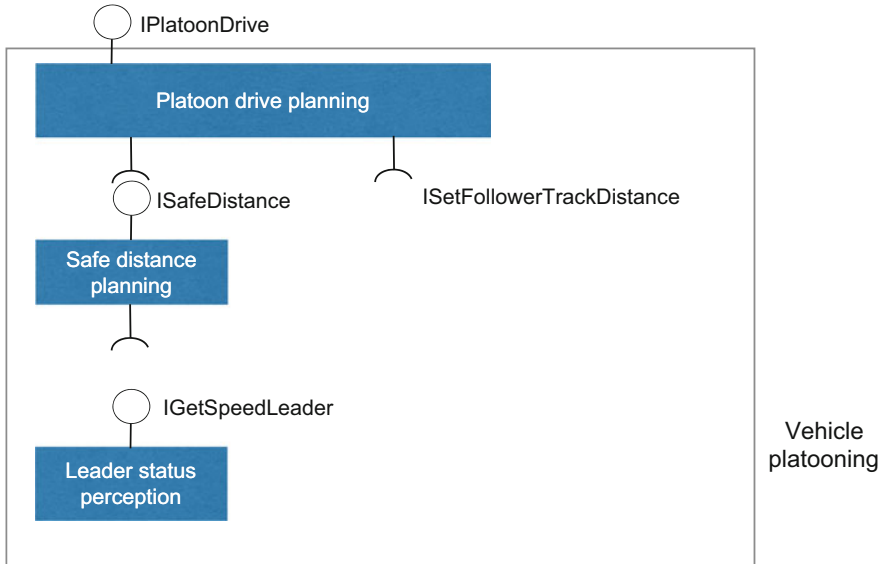 IPlatoonDrive
Platoon drive planning
ISafeDistance
ISetFollowerTrackDistance
Safe distance
planning
IGetSpeedLeader
Leader status
perception
Vehicle
platooning